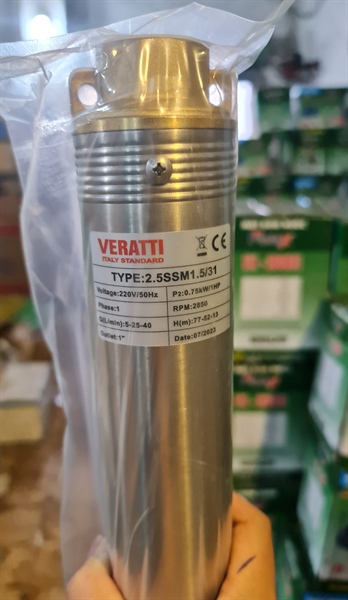 VERATTI
ITALY STANDARD
CE
TYPE:2.5SSM1.5/31
Voltage:220V/50Hz
P2:0.75kW/1HP
Phase:1
RPM:2850
Q(L/min):5-25-40
H(m):77-52-13
Outlet:1"
Date:07/2023